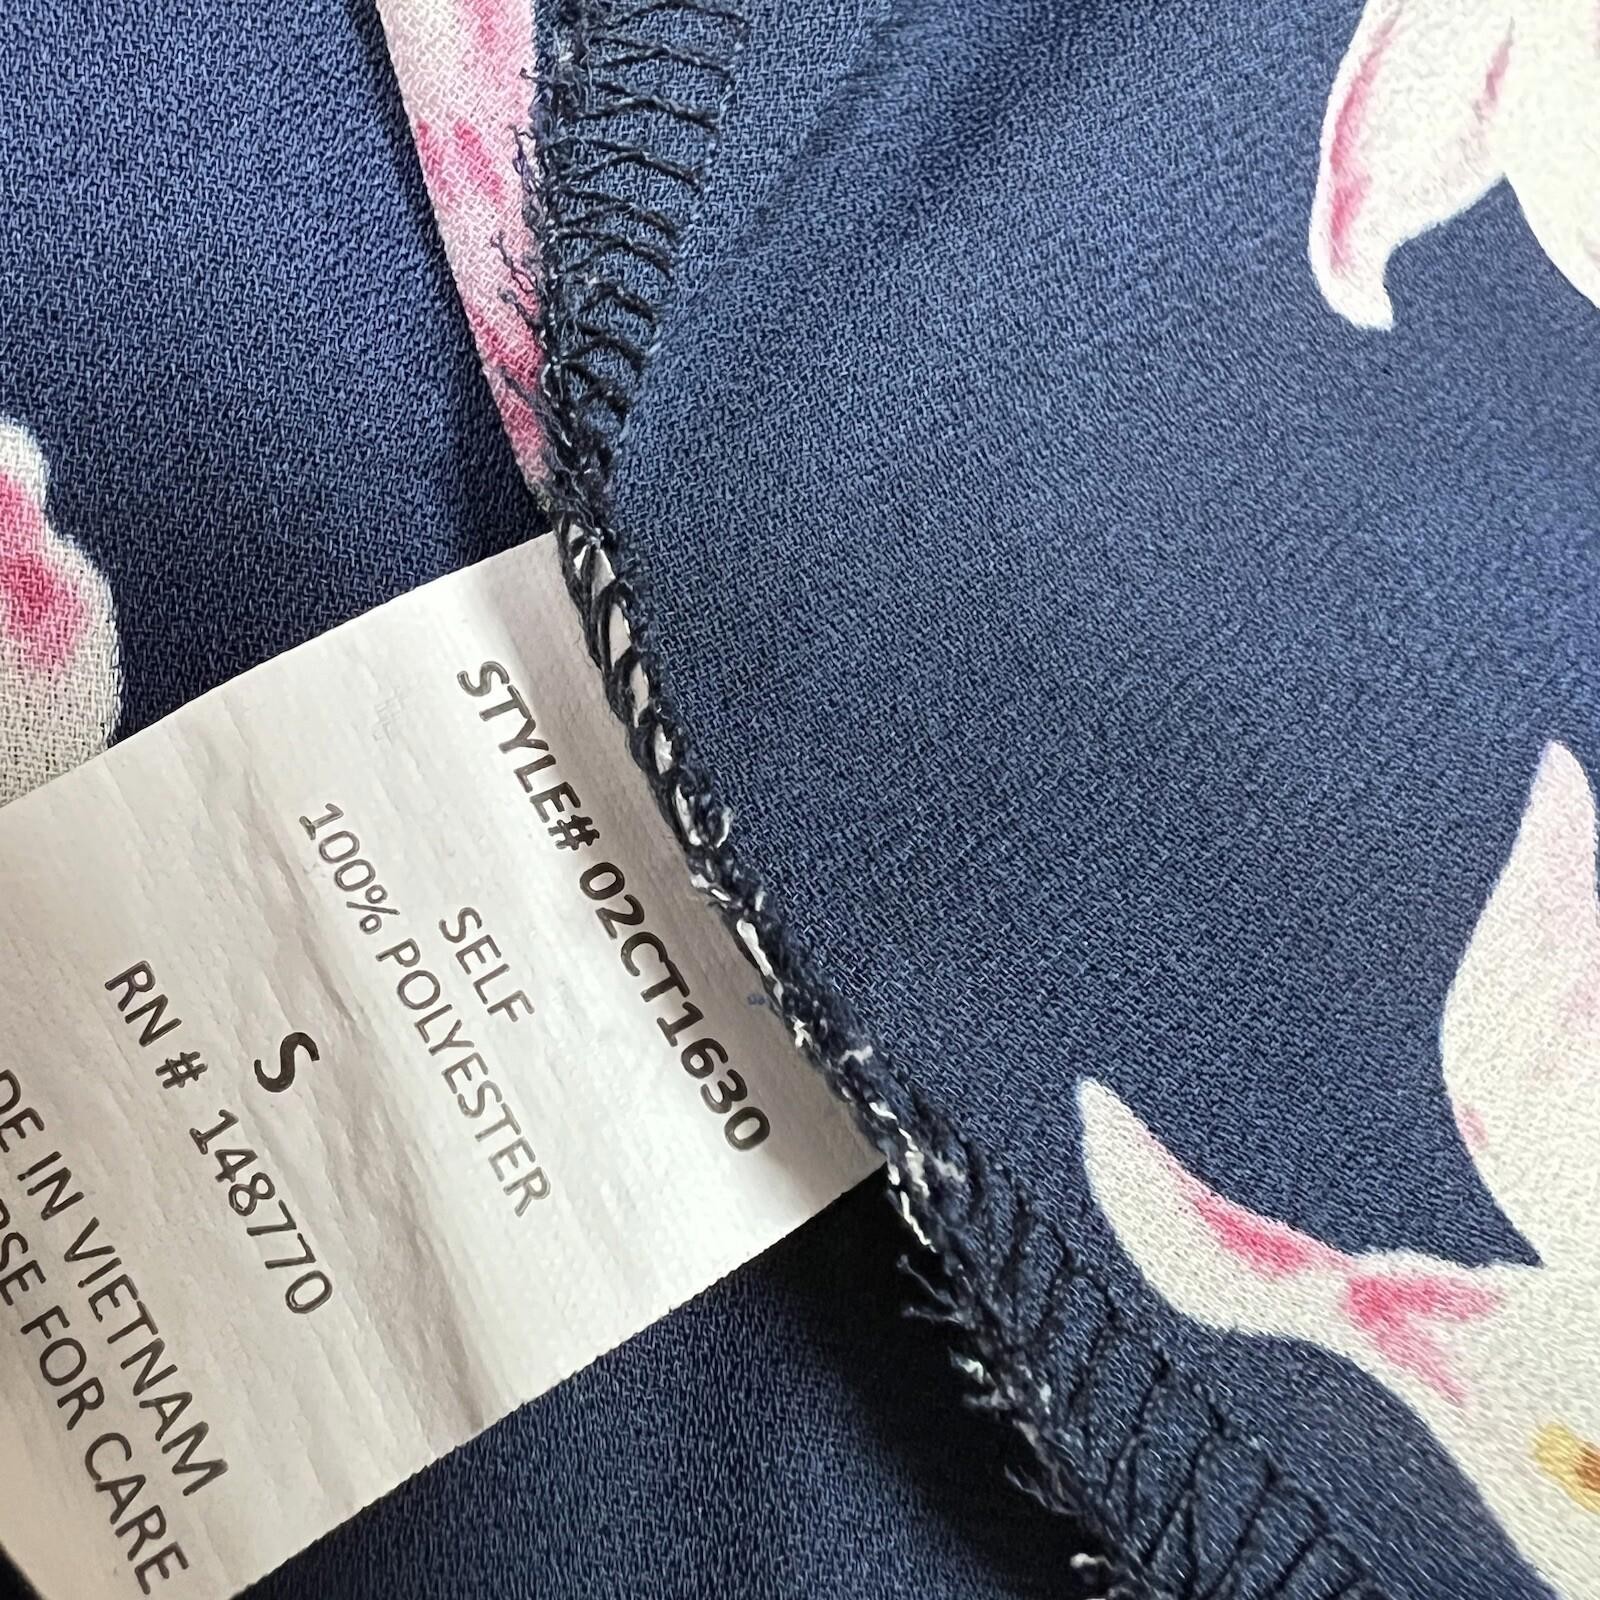 STYLE# 02CT1630
SELF
100% POLYESTER
S
RN # 148770
DE IN VIETNAM
RSE FOR CARE